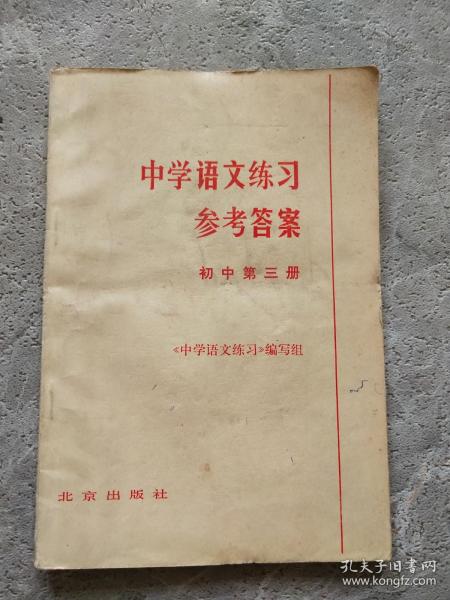 中学语文练习
参考答案
初中第三册
《中学语文练习》编写组
北京出版社
孔夫子旧书网
www.kongfz.com